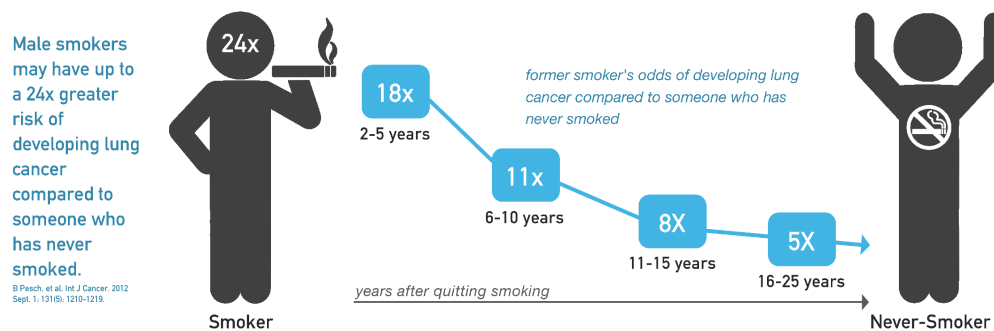 Male smokers
may have up to
a 24x greater
risk of
developing lung
cancer
compared to
someone who
has never
smoked.
B Pesch, et al. Int J Cancer. 2012
Sept. 1; 131(5): 1210-1219.
24x
Smoker
18x
2-5 years
11x
6-10 years
8X
11-15 years
5X
16-25 years
former smoker's odds of developing lung
cancer compared to someone who has
never smoked
years after quitting smoking
Never-Smoker